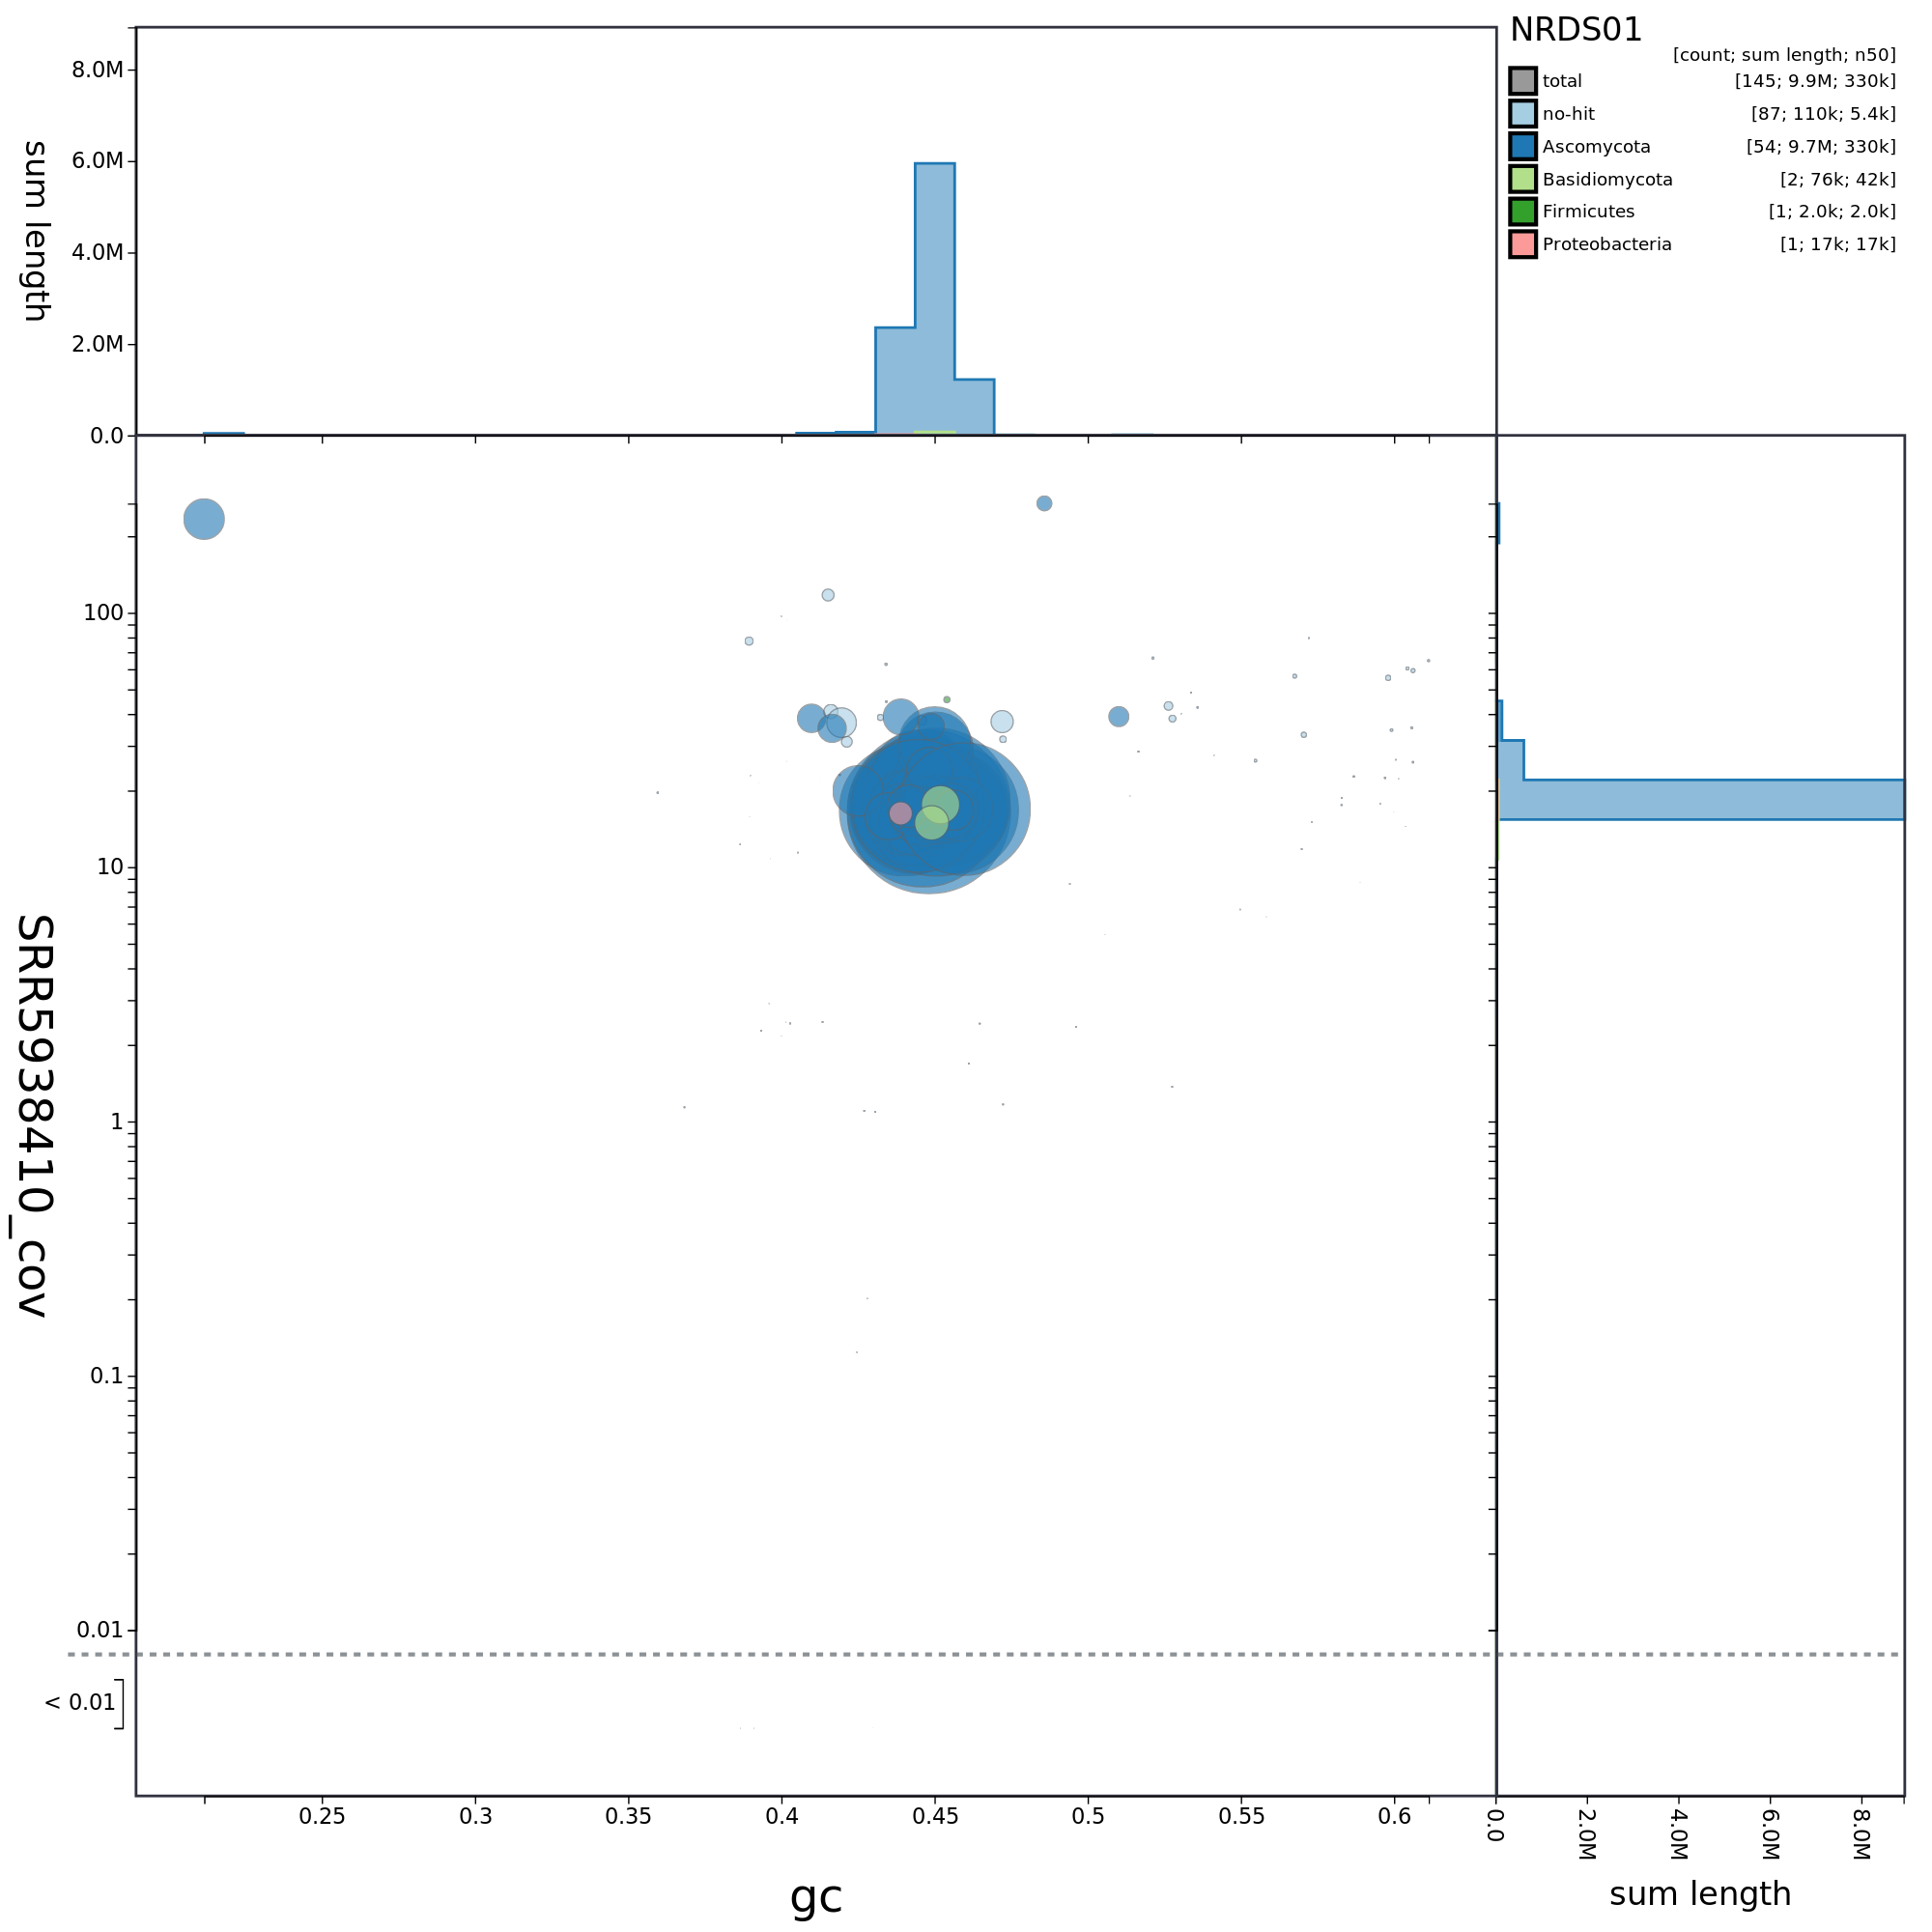 NRDS01
[count; sum length; n50]
total [145; 9.9M; 330k]
no-hit [87; 110k; 5.4k]
Ascomycota [54; 9.7M; 330k]
Basidiomycota [2; 76k; 42k]
Firmicutes [1; 2.0k; 2.0k]
Proteobacteria [1; 17k; 17k]
sum length
8.0M
6.0M
4.0M
2.0M
0.0
SRR5938410_cov
100
10
1
0.1
0.01
< 0.01
0.25 0.3 0.35 0.4 0.45 0.5 0.55 0.6
gc
0.0 2.0M 4.0M 6.0M 8.0M
sum length